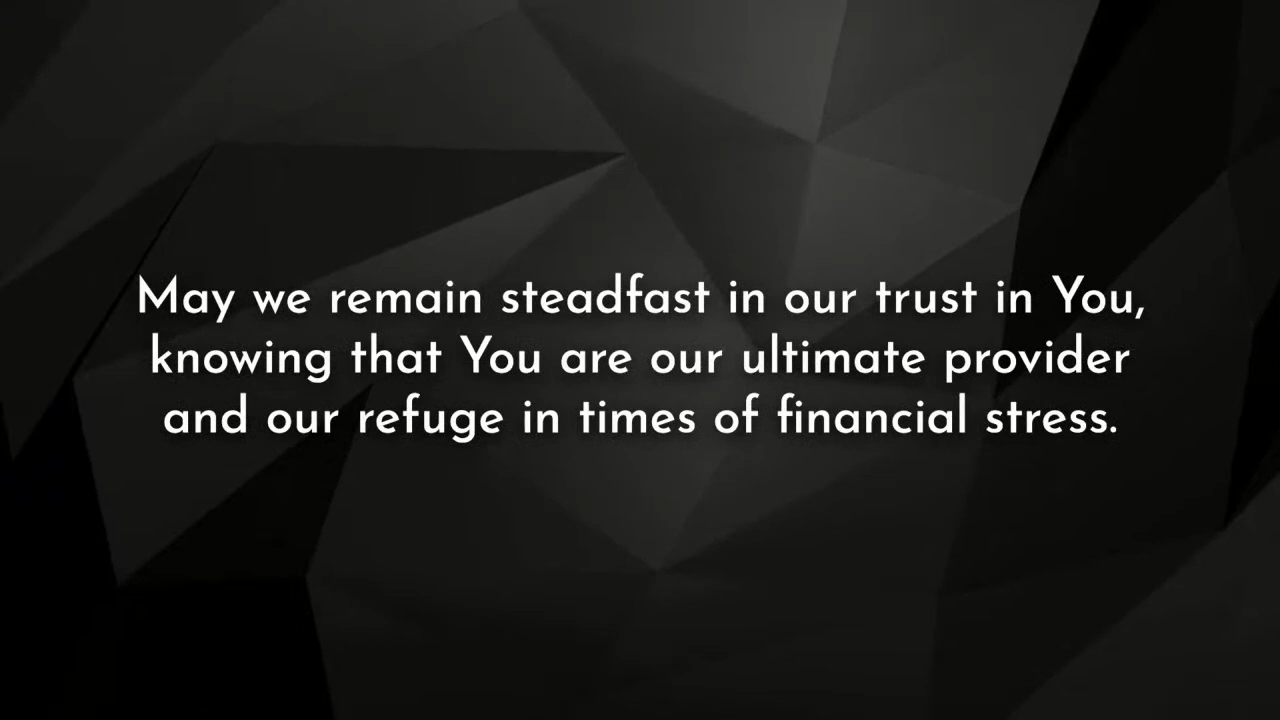 May we remain steadfast in our trust in You,
knowing that You are our ultimate provider
and our refuge in times of financial stress.